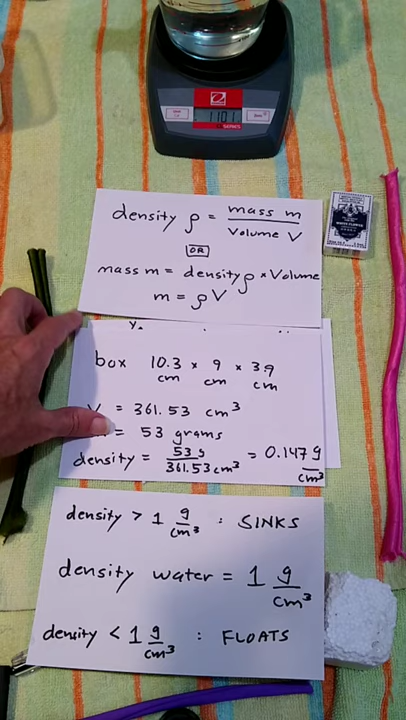 1101
density ρ = mass m / Volume V
OR
mass m = density ρ × Volume
m = ρV
box 10.3 cm × 9 cm × 3.9 cm
V = 361.53 cm³
= 53 grams
density = 53 g / 361.53 cm³ = 0.147 g/cm³
density > 1 g/cm³ : SINKS
density water = 1 g/cm³
density < 1 g/cm³ : FLOATS